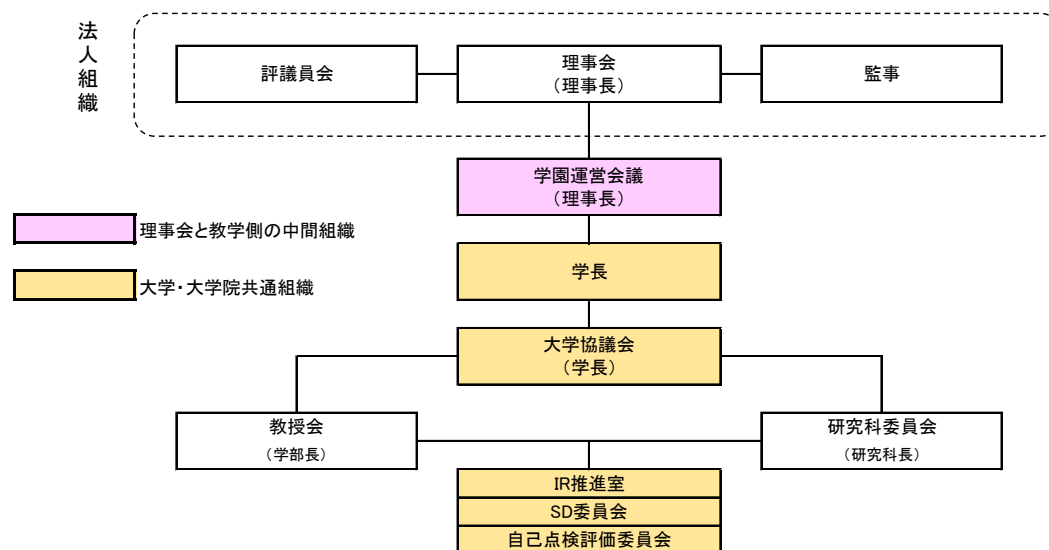 法人組織
評議員会
理事会
（理事長）
監事
学園運営会議
（理事長）
理事会と教学側の中間組織
学長
大学・大学院共通組織
大学協議会
（学長）
教授会
（学部長）
研究科委員会
（研究科長）
IR推進室
SD委員会
自己点検評価委員会